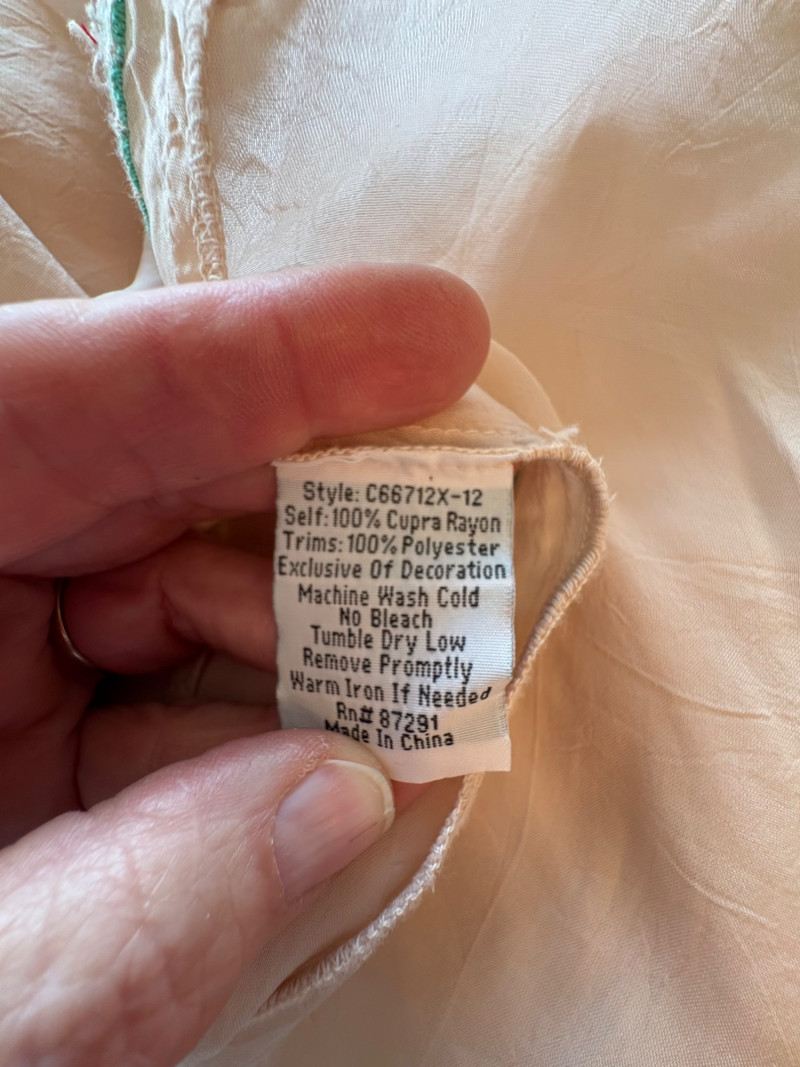 Style: C66712X-12
Self:100% Cupra Rayon
Trims:100% Polyester
Exclusive Of Decoration
Machine Wash Cold
No Bleach
Tumble Dry Low
Remove Promptly
Warm Iron If Needed
Rn# 87291
Made In China